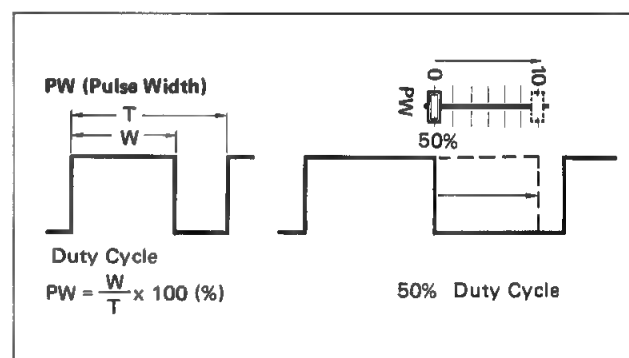 PW (Pulse Width)
T
W
Duty Cycle
PW = W/T x 100 (%)
PW
0
10
50%
50% Duty Cycle